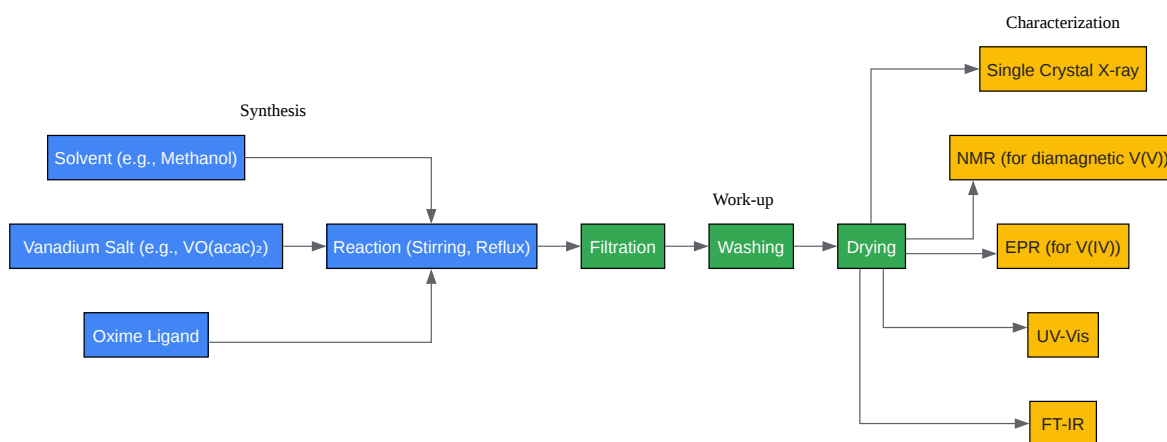 Characterization
Single Crystal X-ray
Synthesis
Solvent (e.g., Methanol)
NMR (for diamagnetic V(V))
Work-up
Vanadium Salt (e.g., VO(acac)₂)
Reaction (Stirring, Reflux)
Filtration
Washing
Drying
EPR (for V(IV))
Oxime Ligand
UV-Vis
FT-IR